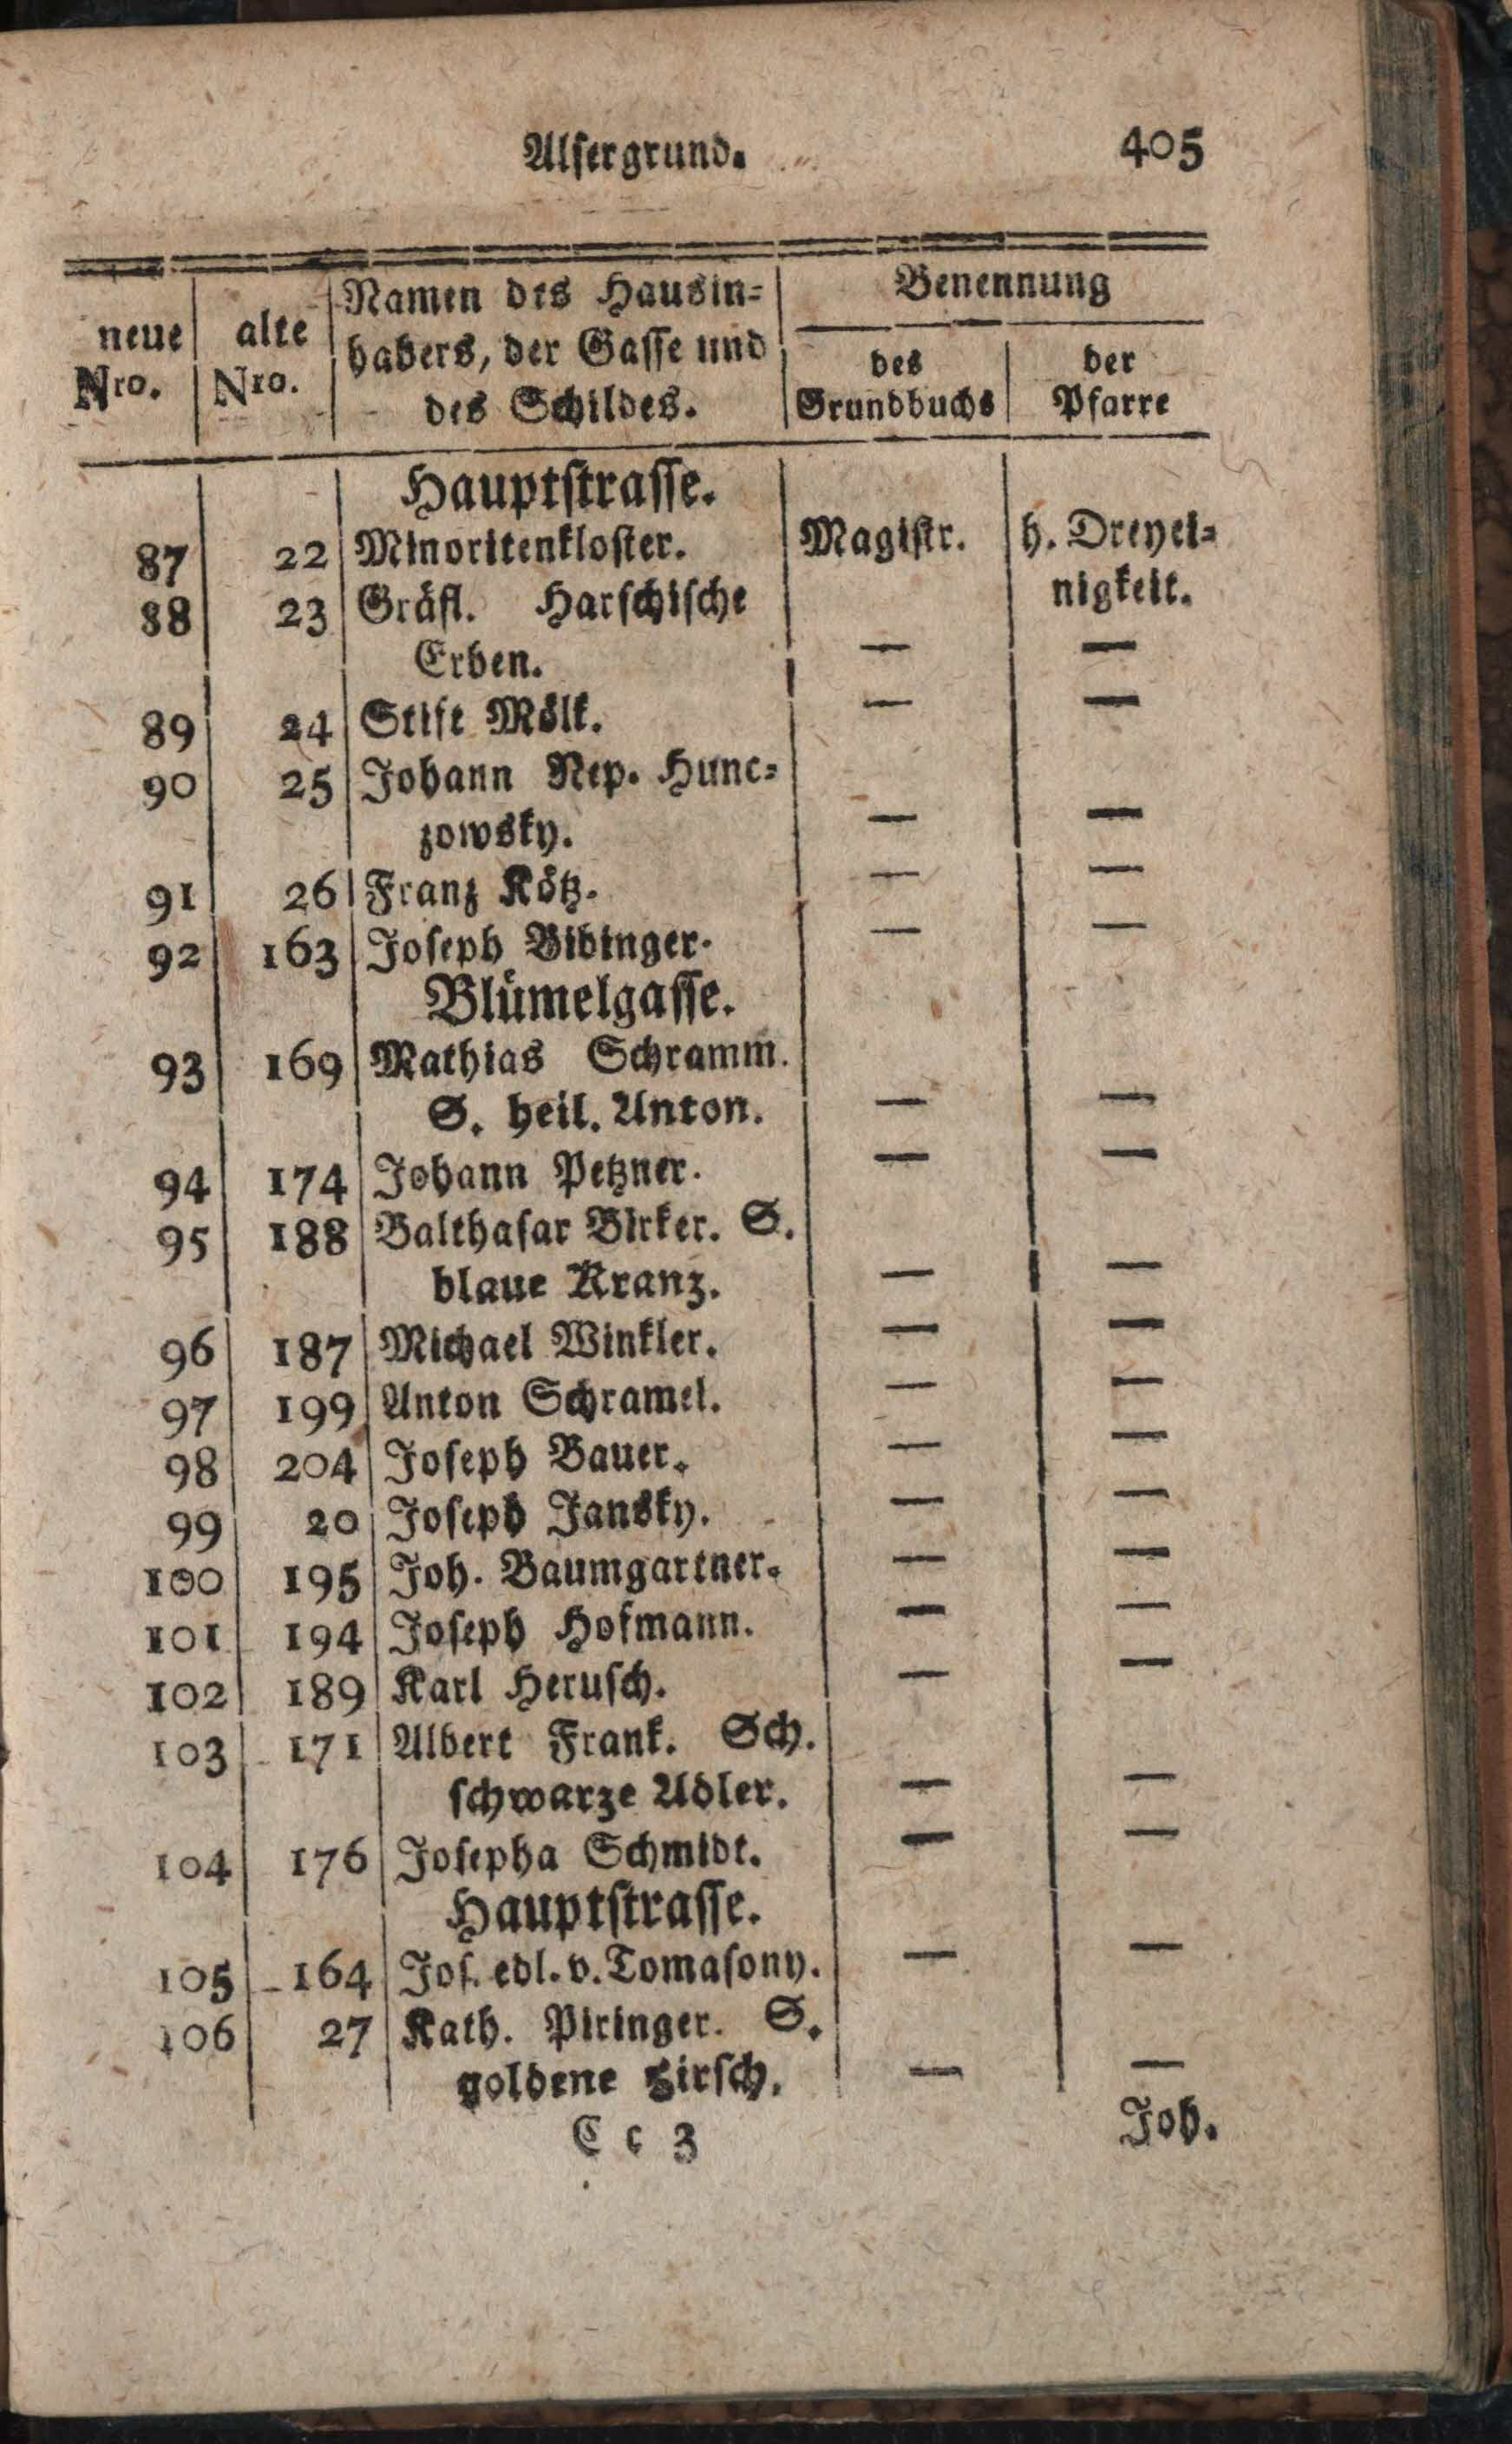 Alsergrund. 405
neue Nro. alte Nro. Namen des Hausin= Benennung
habers, der Gasse und des Grundbuchs der Pfarre
des Schildes.
Hauptstrasse.
87 22 Minoritenkloster. Magistr. h. Dreyei=
nigkeit.
88 23 Gräfl. Harschische
Erben. — —
89 24 Stift Mölk. — —
90 25 Johann Nep. Hunc=
zowsky. — —
91 26 Franz Kötz. — —
92 163 Joseph Bibinger. — —
Blümelgasse.
93 169 Mathias Schramm.
S. heil. Anton. — —
94 174 Johann Petzner. — —
95 188 Balthasar Birker. S.
blaue Kranz. — —
96 187 Michael Winkler. — —
97 199 Anton Schramel. — —
98 204 Joseph Bauer. — —
99 20 Joseph Jansky. — —
100 195 Joh. Baumgartner. — —
101 194 Joseph Hofmann. — —
102 189 Karl Herusch. — —
103 171 Albert Frank. Sch.
schwarze Adler. — —
104 176 Josepha Schmidt. — —
Hauptstrasse.
105 164 Jos. edl. v. Tomasony. — —
106 27 Kath. Piringer. S.
goldene Hirsch. — —
C c 3 Joh.